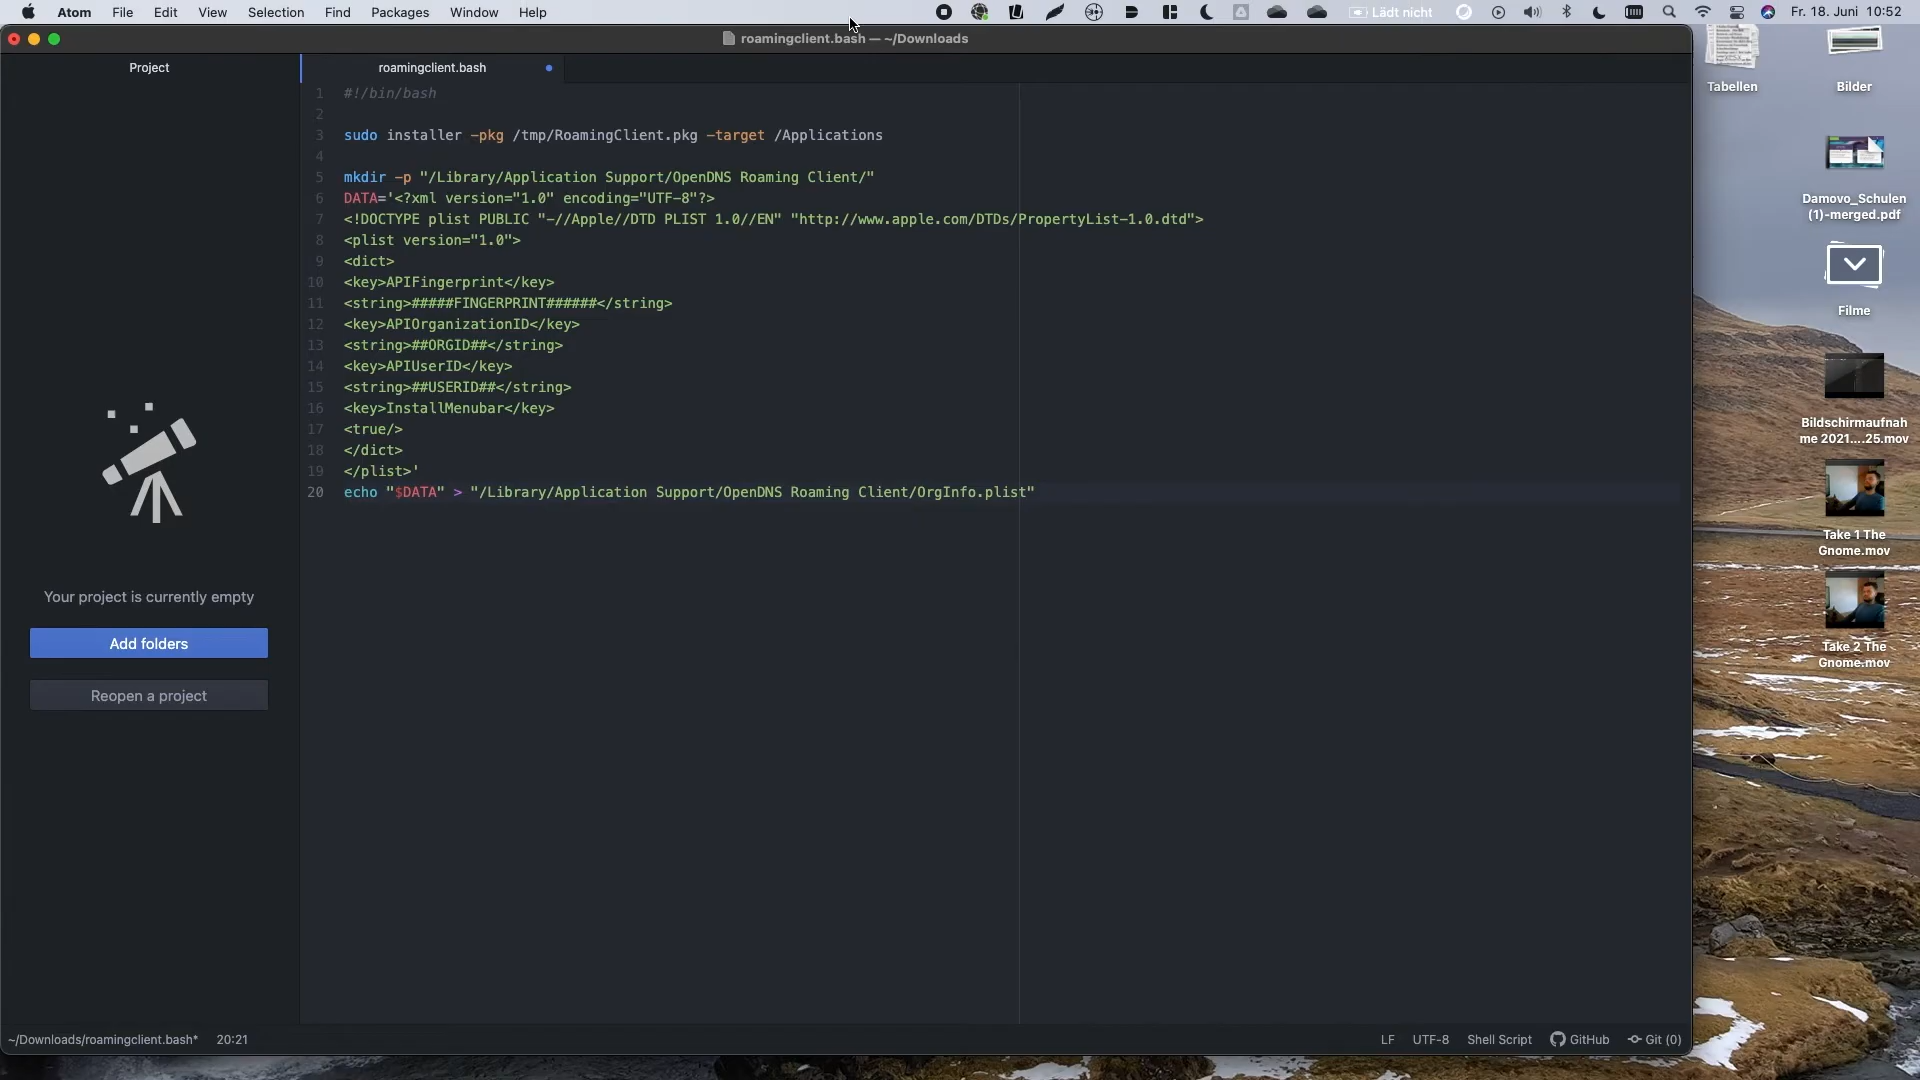 Atom File Edit View Selection Find Packages Window Help
Lädt nicht
Fr. 18. Juni 10:52
roamingclient.bash — ~/Downloads
Project
roamingclient.bash
1 #!/bin/bash
2
3 sudo installer -pkg /tmp/RoamingClient.pkg -target /Applications
4
5 mkdir -p "/Library/Application Support/OpenDNS Roaming Client/"
6 DATA='<?xml version="1.0" encoding="UTF-8"?>
7 <!DOCTYPE plist PUBLIC "-//Apple//DTD PLIST 1.0//EN" "http://www.apple.com/DTDs/PropertyList-1.0.dtd">
8 <plist version="1.0">
9 <dict>
10 <key>APIFingerprint</key>
11 <string>#####FINGERPRINT######</string>
12 <key>APIOrganizationID</key>
13 <string>##ORGID##</string>
14 <key>APIUserID</key>
15 <string>##USERID##</string>
16 <key>InstallMenubar</key>
17 <true/>
18 </dict>
19 </plist>'
20 echo "$DATA" > "/Library/Application Support/OpenDNS Roaming Client/OrgInfo.plist"
Your project is currently empty
Add folders
Reopen a project
~/Downloads/roamingclient.bash* 20:21
LF UTF-8 Shell Script GitHub Git (0)
Tabellen
Bilder
Damovo_Schulen
(1)-merged.pdf
Filme
Bildschirmaufnah
me 2021....25.mov
Take 1 The
Gnome.mov
Take 2 The
Gnome.mov